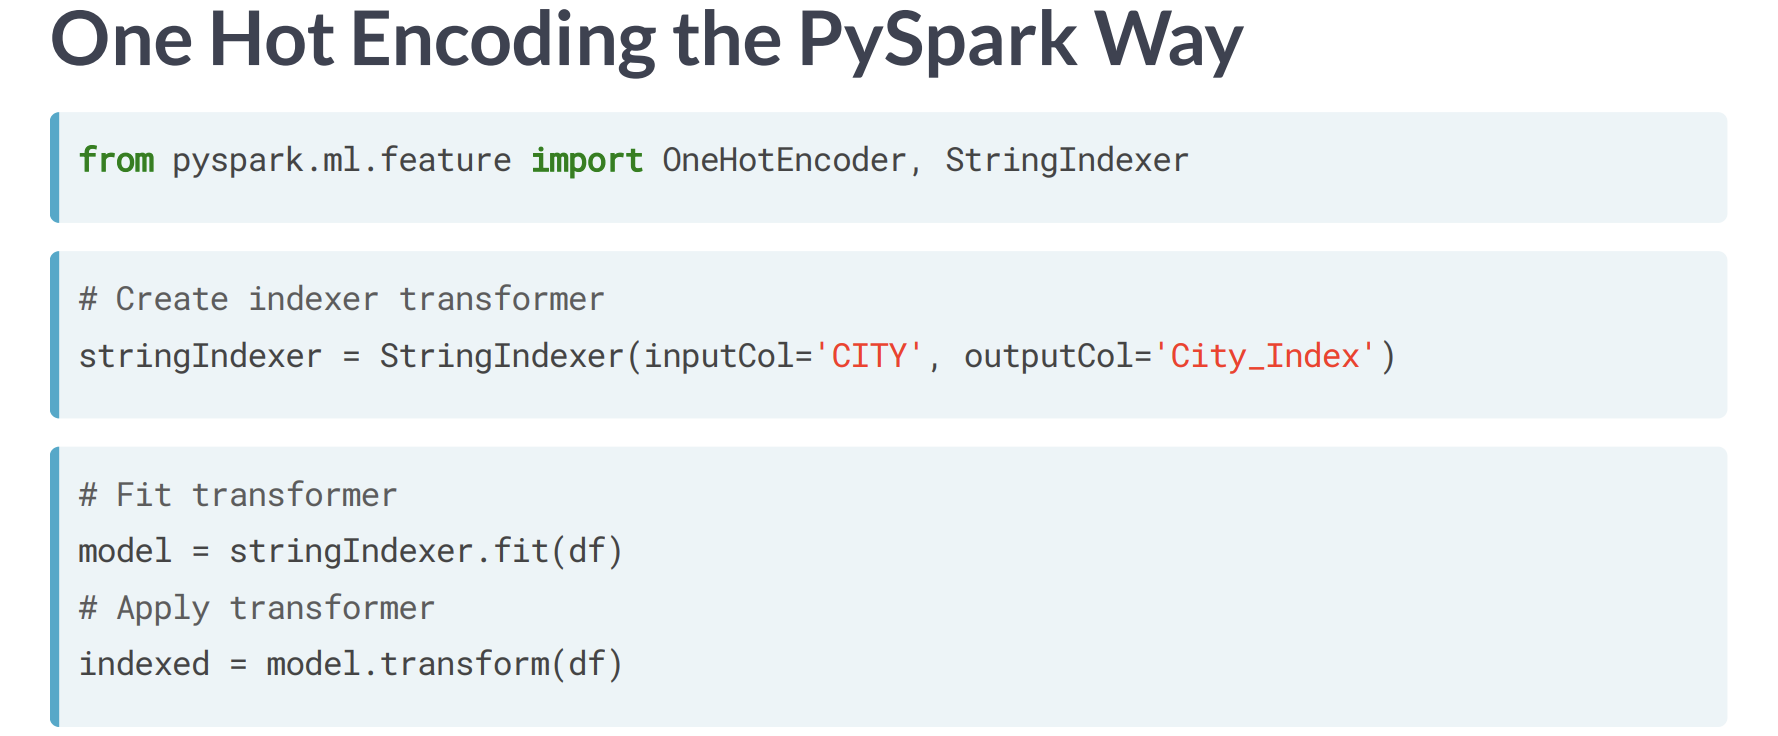 One Hot Encoding the PySpark Way
from pyspark.ml.feature import OneHotEncoder, StringIndexer
# Create indexer transformer
stringIndexer = StringIndexer(inputCol='CITY', outputCol='City_Index')
# Fit transformer
model = stringIndexer.fit(df)
# Apply transformer
indexed = model.transform(df)